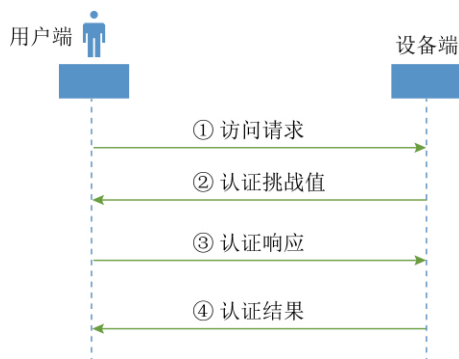 用户端
设备端
① 访问请求
② 认证挑战值
③ 认证响应
④ 认证结果